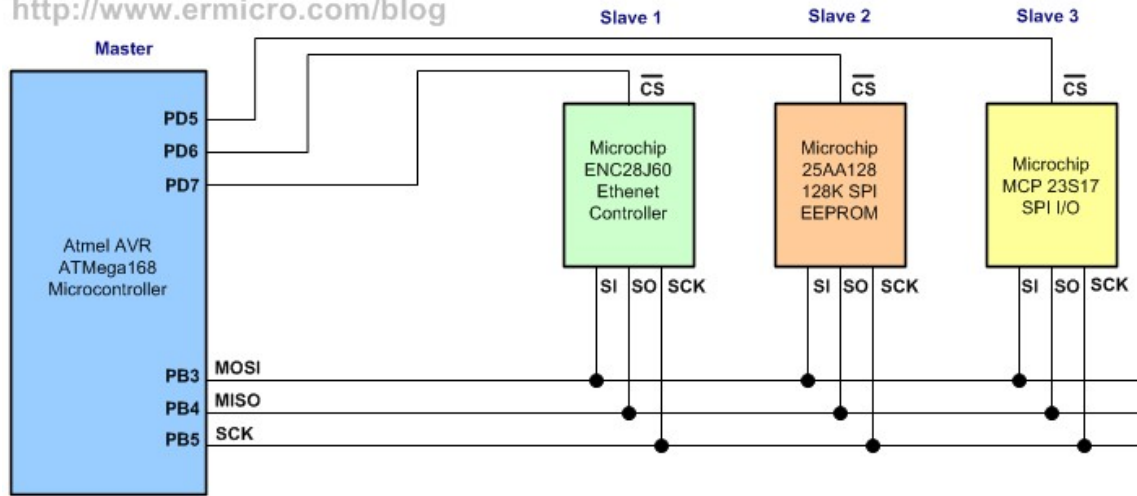 http://www.ermicro.com/blog
Slave 1
Slave 2
Slave 3
Master
CS
CS
CS
PD5
PD6
PD7
Microchip
ENC28J60
Ethenet
Controller
Microchip
25AA128
128K SPI
EEPROM
Microchip
MCP 23S17
SPI I/O
Atmel AVR
ATMega168
Microcontroller
SI SO SCK
SI SO SCK
SI SO SCK
PB3 MOSI
PB4 MISO
PB5 SCK